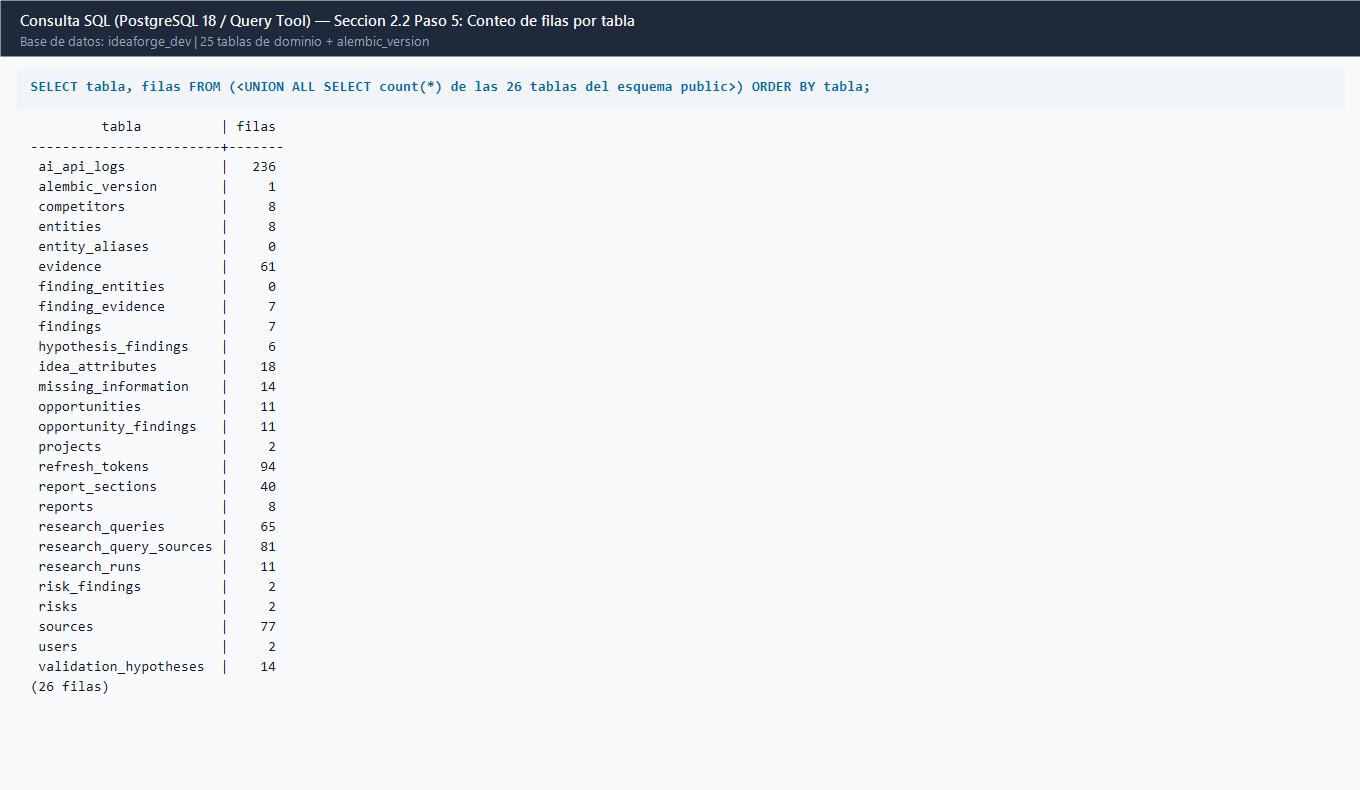 Consulta SQL (PostgreSQL 18 / Query Tool) — Seccion 2.2 Paso 5: Conteo de filas por tabla
Base de datos: ideaforge_dev | 25 tablas de dominio + alembic_version
SELECT tabla, filas FROM (<UNION ALL SELECT count(*) de las 26 tablas del esquema public>) ORDER BY tabla;
tabla | filas
------------------------+-------
ai_api_logs | 236
alembic_version | 1
competitors | 8
entities | 8
entity_aliases | 0
evidence | 61
finding_entities | 0
finding_evidence | 7
findings | 7
hypothesis_findings | 6
idea_attributes | 18
missing_information | 14
opportunities | 11
opportunity_findings | 11
projects | 2
refresh_tokens | 94
report_sections | 40
reports | 8
research_queries | 65
research_query_sources | 81
research_runs | 11
risk_findings | 2
risks | 2
sources | 77
users | 2
validation_hypotheses | 14
(26 filas)